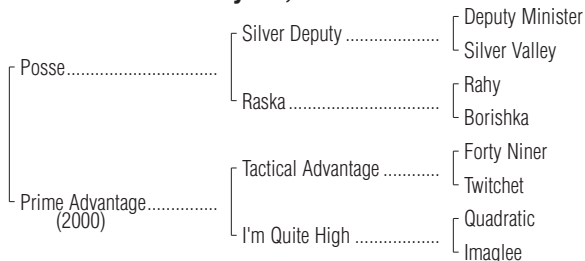 Deputy Minister
Silver Deputy ....................
Silver Valley
Posse................................
Rahy
Raska ................................
Borishka
Forty Niner
Tactical Advantage ............
Twitchet
Prime Advantage...............
(2000)
Quadratic
I'm Quite High ..................
Imaglee